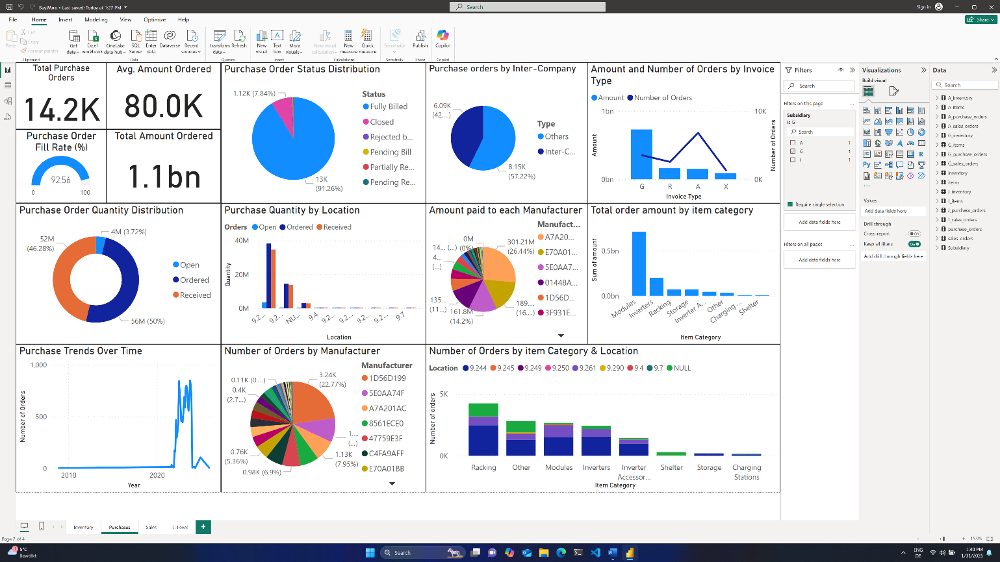 BayWare • Last saved: Today at 1:27 PM
Search
Sign in
File Home Insert Modeling View Optimize Help
Share
Paste
Cut
Copy
Format painter
Get data
Excel workbook
OneLake data hub
SQL Server
Enter data
Dataverse
Recent sources
Transform data
Refresh
New visual
Text box
More visuals
New visual calculation
New measure
Quick measure
Sensitivity
Publish
Copilot
Clipboard Data Queries Insert Calculations Sensitivity Share Copilot
Total Purchase
Orders
14.2K
Avg. Amount Ordered
80.0K
Purchase Order
Fill Rate (%)
92.56
0 100
Total Amount Ordered
1.1bn
Purchase Order Status Distribution
1.12K (7.84%)
13K
(91.26%)
Status
Fully Billed
Closed
Rejected b...
Pending Bill
Partially Re...
Pending Re...
Purchase orders by Inter-Company
6.09K
(42....)
8.15K
(57.22%)
Type
Others
Inter-C...
Amount and Number of Orders by Invoice
Type
Amount Number of Orders
1bn 10K
Amount
Number of Orders
0bn 0K
G R A X
Invoice Type
Purchase Order Quantity Distribution
4M (3.72%)
52M
(46.28%)
56M (50%)
Open
Ordered
Received
Purchase Quantity by Location
Orders Open Ordered Received
40M
20M
0M
Quantity
9.2... 9.2... NU... 9.4 9.2... 9.2... 9.2... 9.2... 9.7
Location
Amount paid to each Manufacturer
0M
(0%)
14... (...)
4...
(...)
135...
(11...)
161.8M
(14.2%)
189....
(16....)
301.21M
(26.44%)
Manufact...
A7A20...
E70A01...
5E0AA7...
01448A...
1D56D...
3F931E...
Total order amount by item category
0.5bn
0.0bn
Sum of amount
Modules
Inverters
Racking
Storage
Inverter A...
Other
Charging ...
Shelter
Item Category
Purchase Trends Over Time
1,000
500
0
Number of Orders
2010 2020
Year
Number of Orders by Manufacturer
0.11K (0....)
0.4K
(2.7...)
0.76K
(5.36%)
0.98K (6.9%)
1.13K
(7.95%)
1....
(...)
3.24K
(22.77%)
Manufacturer
1D56D199
5E0AA74F
A7A201AC
8561ECE0
47759E3F
C4FA9AFF
E70A01BB
Number of Orders by item Category & Location
Location 9.244 9.245 9.249 9.250 9.261 9.290 9.4 9.7 NULL
5K
0K
Number of orders
Racking Other Modules Inverters Inverter Accessor... Shelter Storage Charging Stations
Item Category
Filters
Search
Filters on this page
...
Subsidiary
is G
Search
A 1
G 1
J 1
Require single selection
Add data fields here
Filters on all pages
...
Add data fields here
Visualizations
Build visual
R
Py
...
Values
Add data fields here
Drill through
Cross-report
Off
Keep all filters
On
Add drill through fields here
Data
Search
A_inventory
A_items
A_purchase_orders
A_sales_orders
G_inventory
G_items
G_purchase_orders
G_sales_orders
inventory
items
J_inventory
J_items
J_purchase_orders
J_sales_orders
purchase_orders
sales_orders
Subsidiary
Inventory Purchases Sales C Level
+
Page 2 of 4
- + 153%
1
5°C
Bewölkt
Search
ENG
DE
1:40 PM
1/31/2025